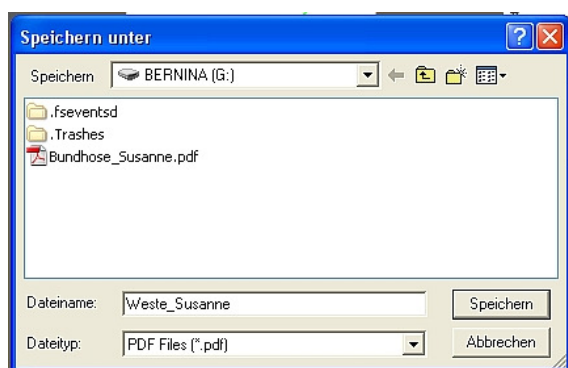 Speichern unter
Speichern BERNINA (G:)
.fseventsd
.Trashes
Bundhose_Susanne.pdf
Dateiname: Weste_Susanne Speichern
Dateityp: PDF Files (*.pdf) Abbrechen